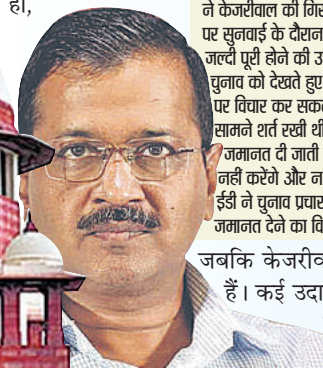 हो,
ने केजरीवाल की गिर
पर सुनवाई के दौरान
जल्दी पूरी होने की उ
चुनाव को देखते हुए
पर विचार कर सक
सामने शर्त रखी थी
जमानत दी जाती
नहीं करेंगे और न
ईडी ने चुनाव प्रचार
जमानत देने का वि
जबकि केजरीव
हैं। कई उदा